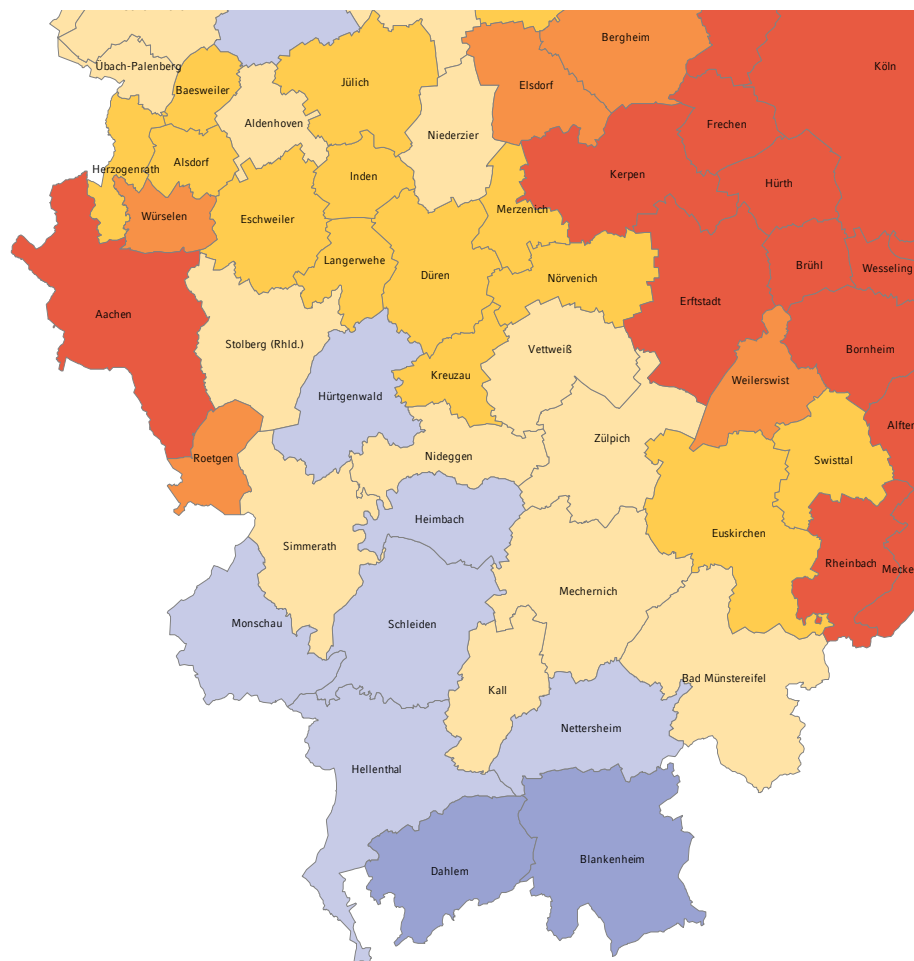 Bergheim
Köln
Übach-Palenberg
Jülich
Elsdorf
Baesweiler
Aldenhoven
Frechen
Niederzier
Alsdorf
Herzogenrath
Inden
Kerpen
Hürth
Merzenich
Würselen
Eschweiler
Langerwehe
Düren
Nörvenich
Brühl
Wesseling
Erftstadt
Aachen
Stolberg (Rhld.)
Vettweiß
Bornheim
Kreuzau
Weilerswist
Hürtgenwald
Alfter
Zülpich
Roetgen
Nideggen
Swisttal
Heimbach
Euskirchen
Simmerath
Rheinbach
Mecke
Mechernich
Monschau
Schleiden
Bad Münstereifel
Kall
Nettersheim
Hellenthal
Blankenheim
Dahlem